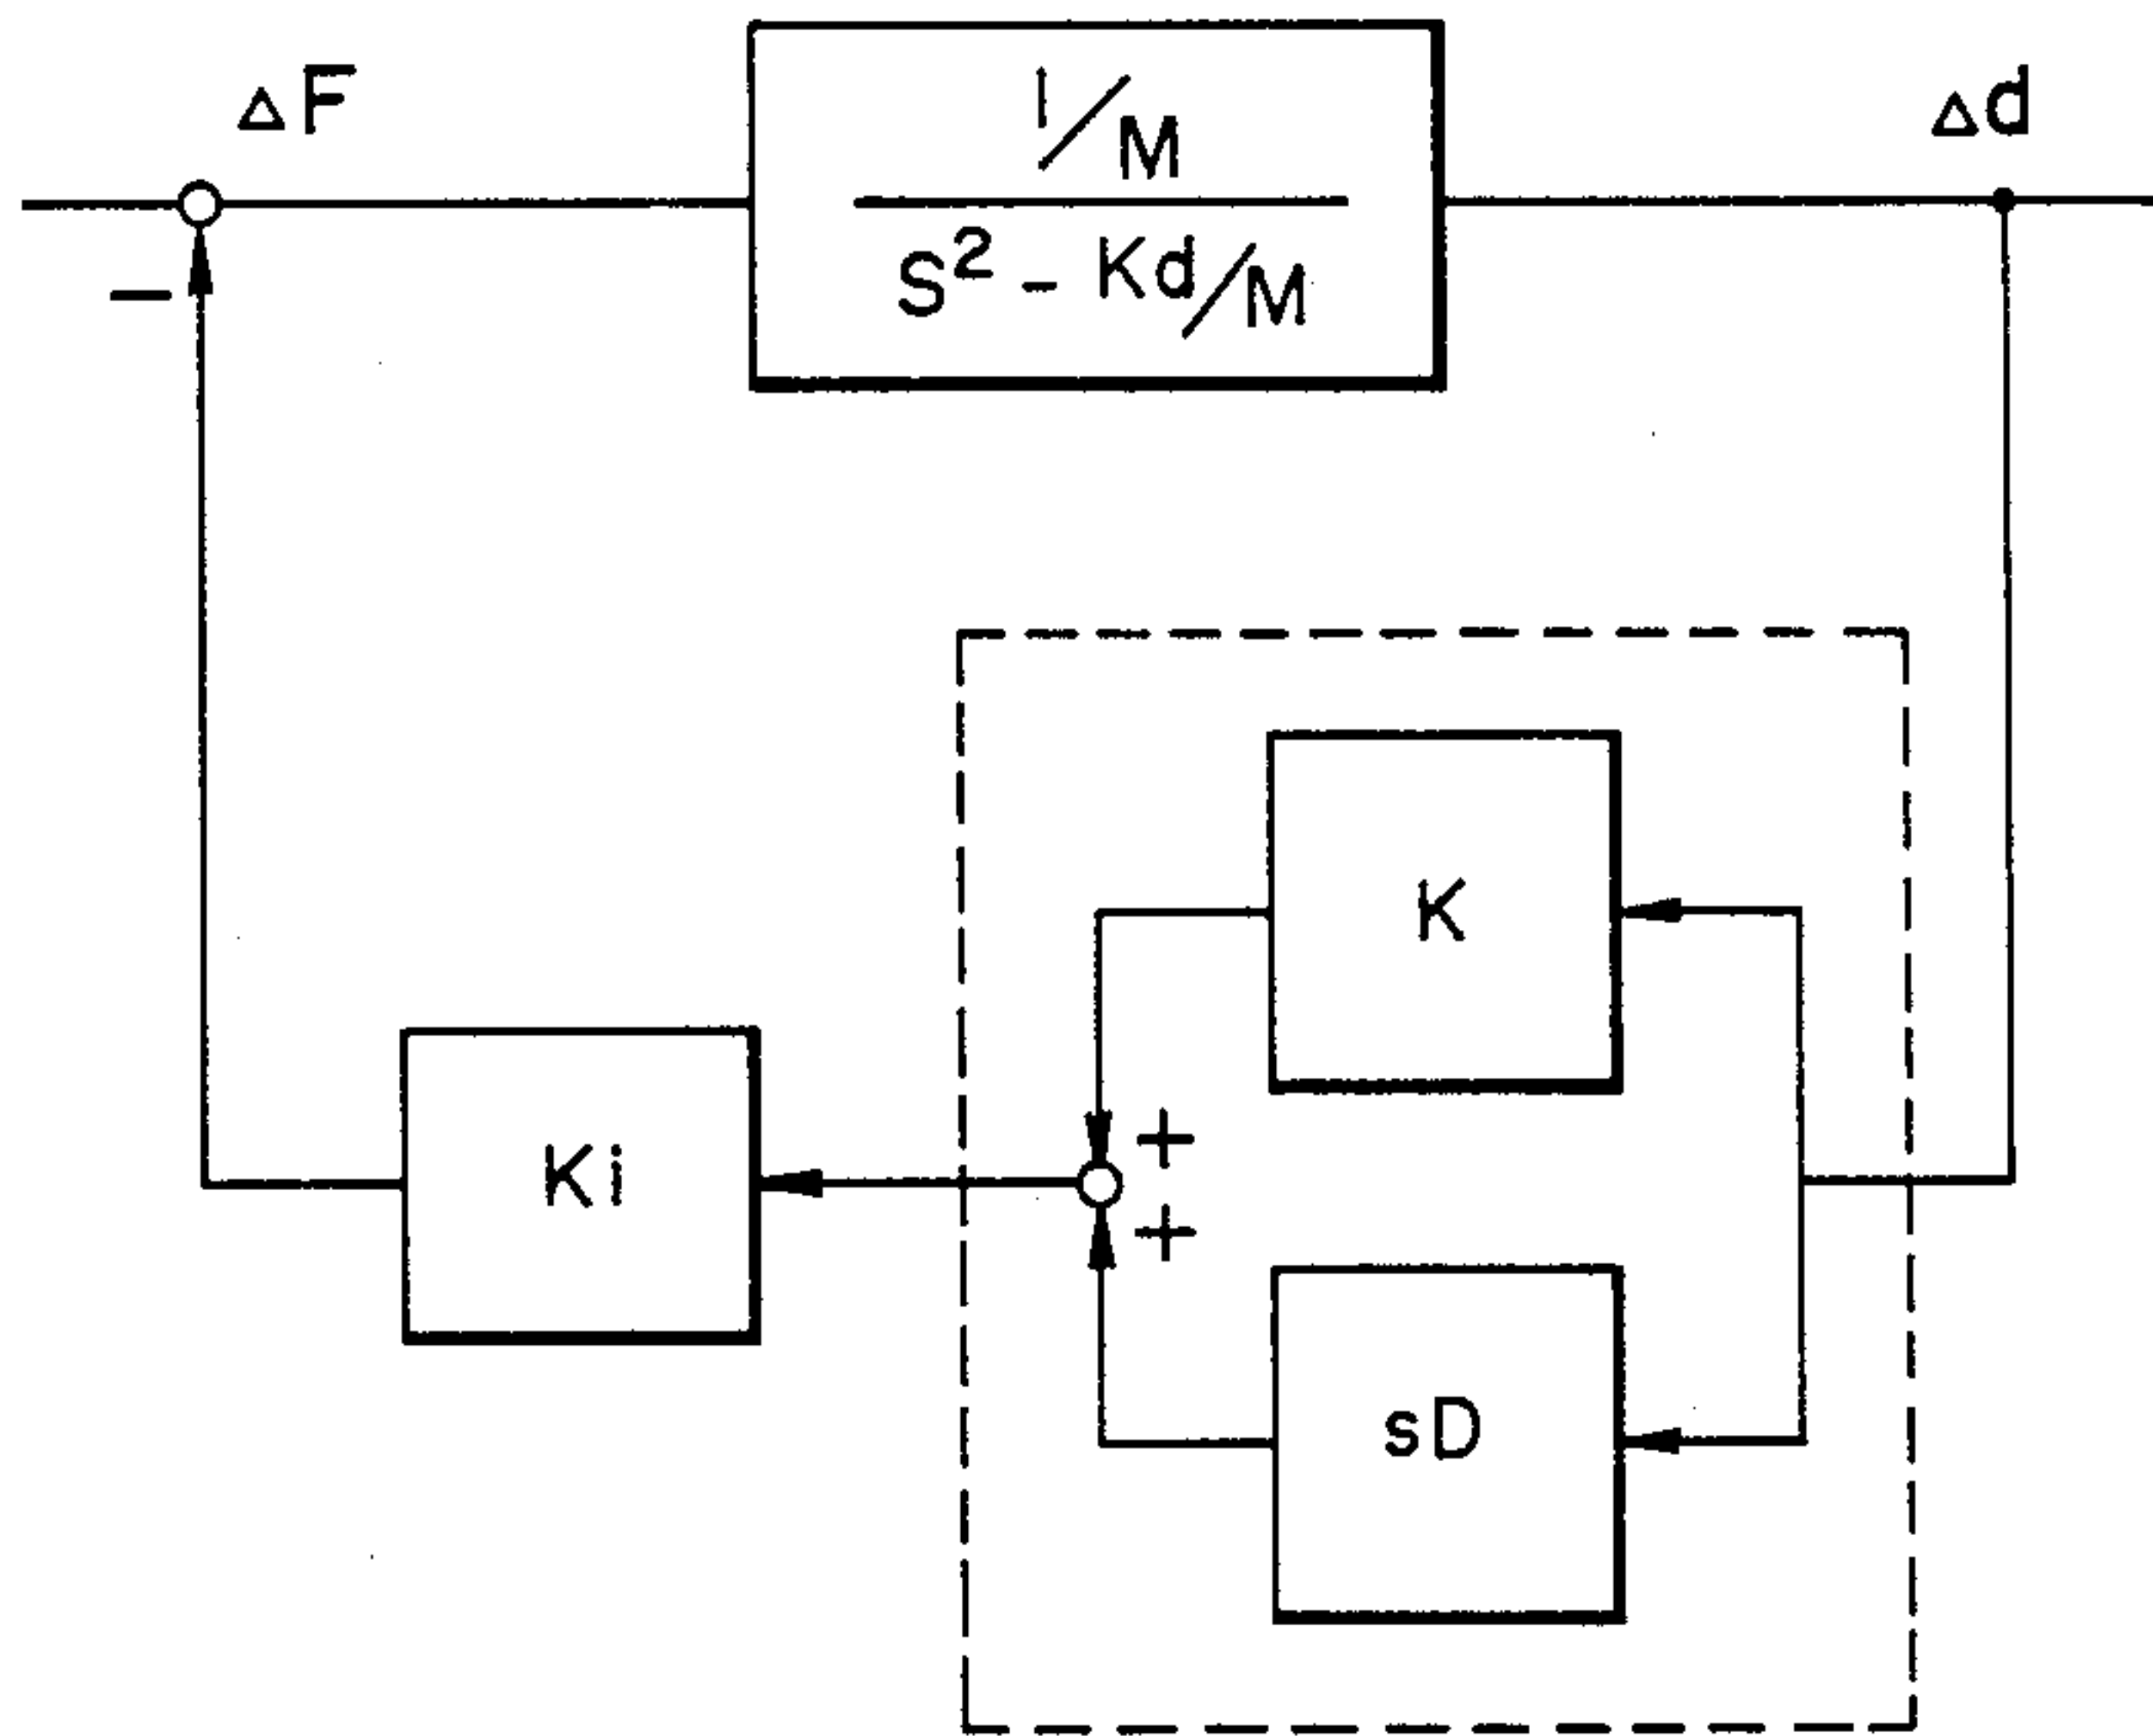 ΔF
1/M
Δd
S² - Kd/M
-
K
Ki
+
+
sD